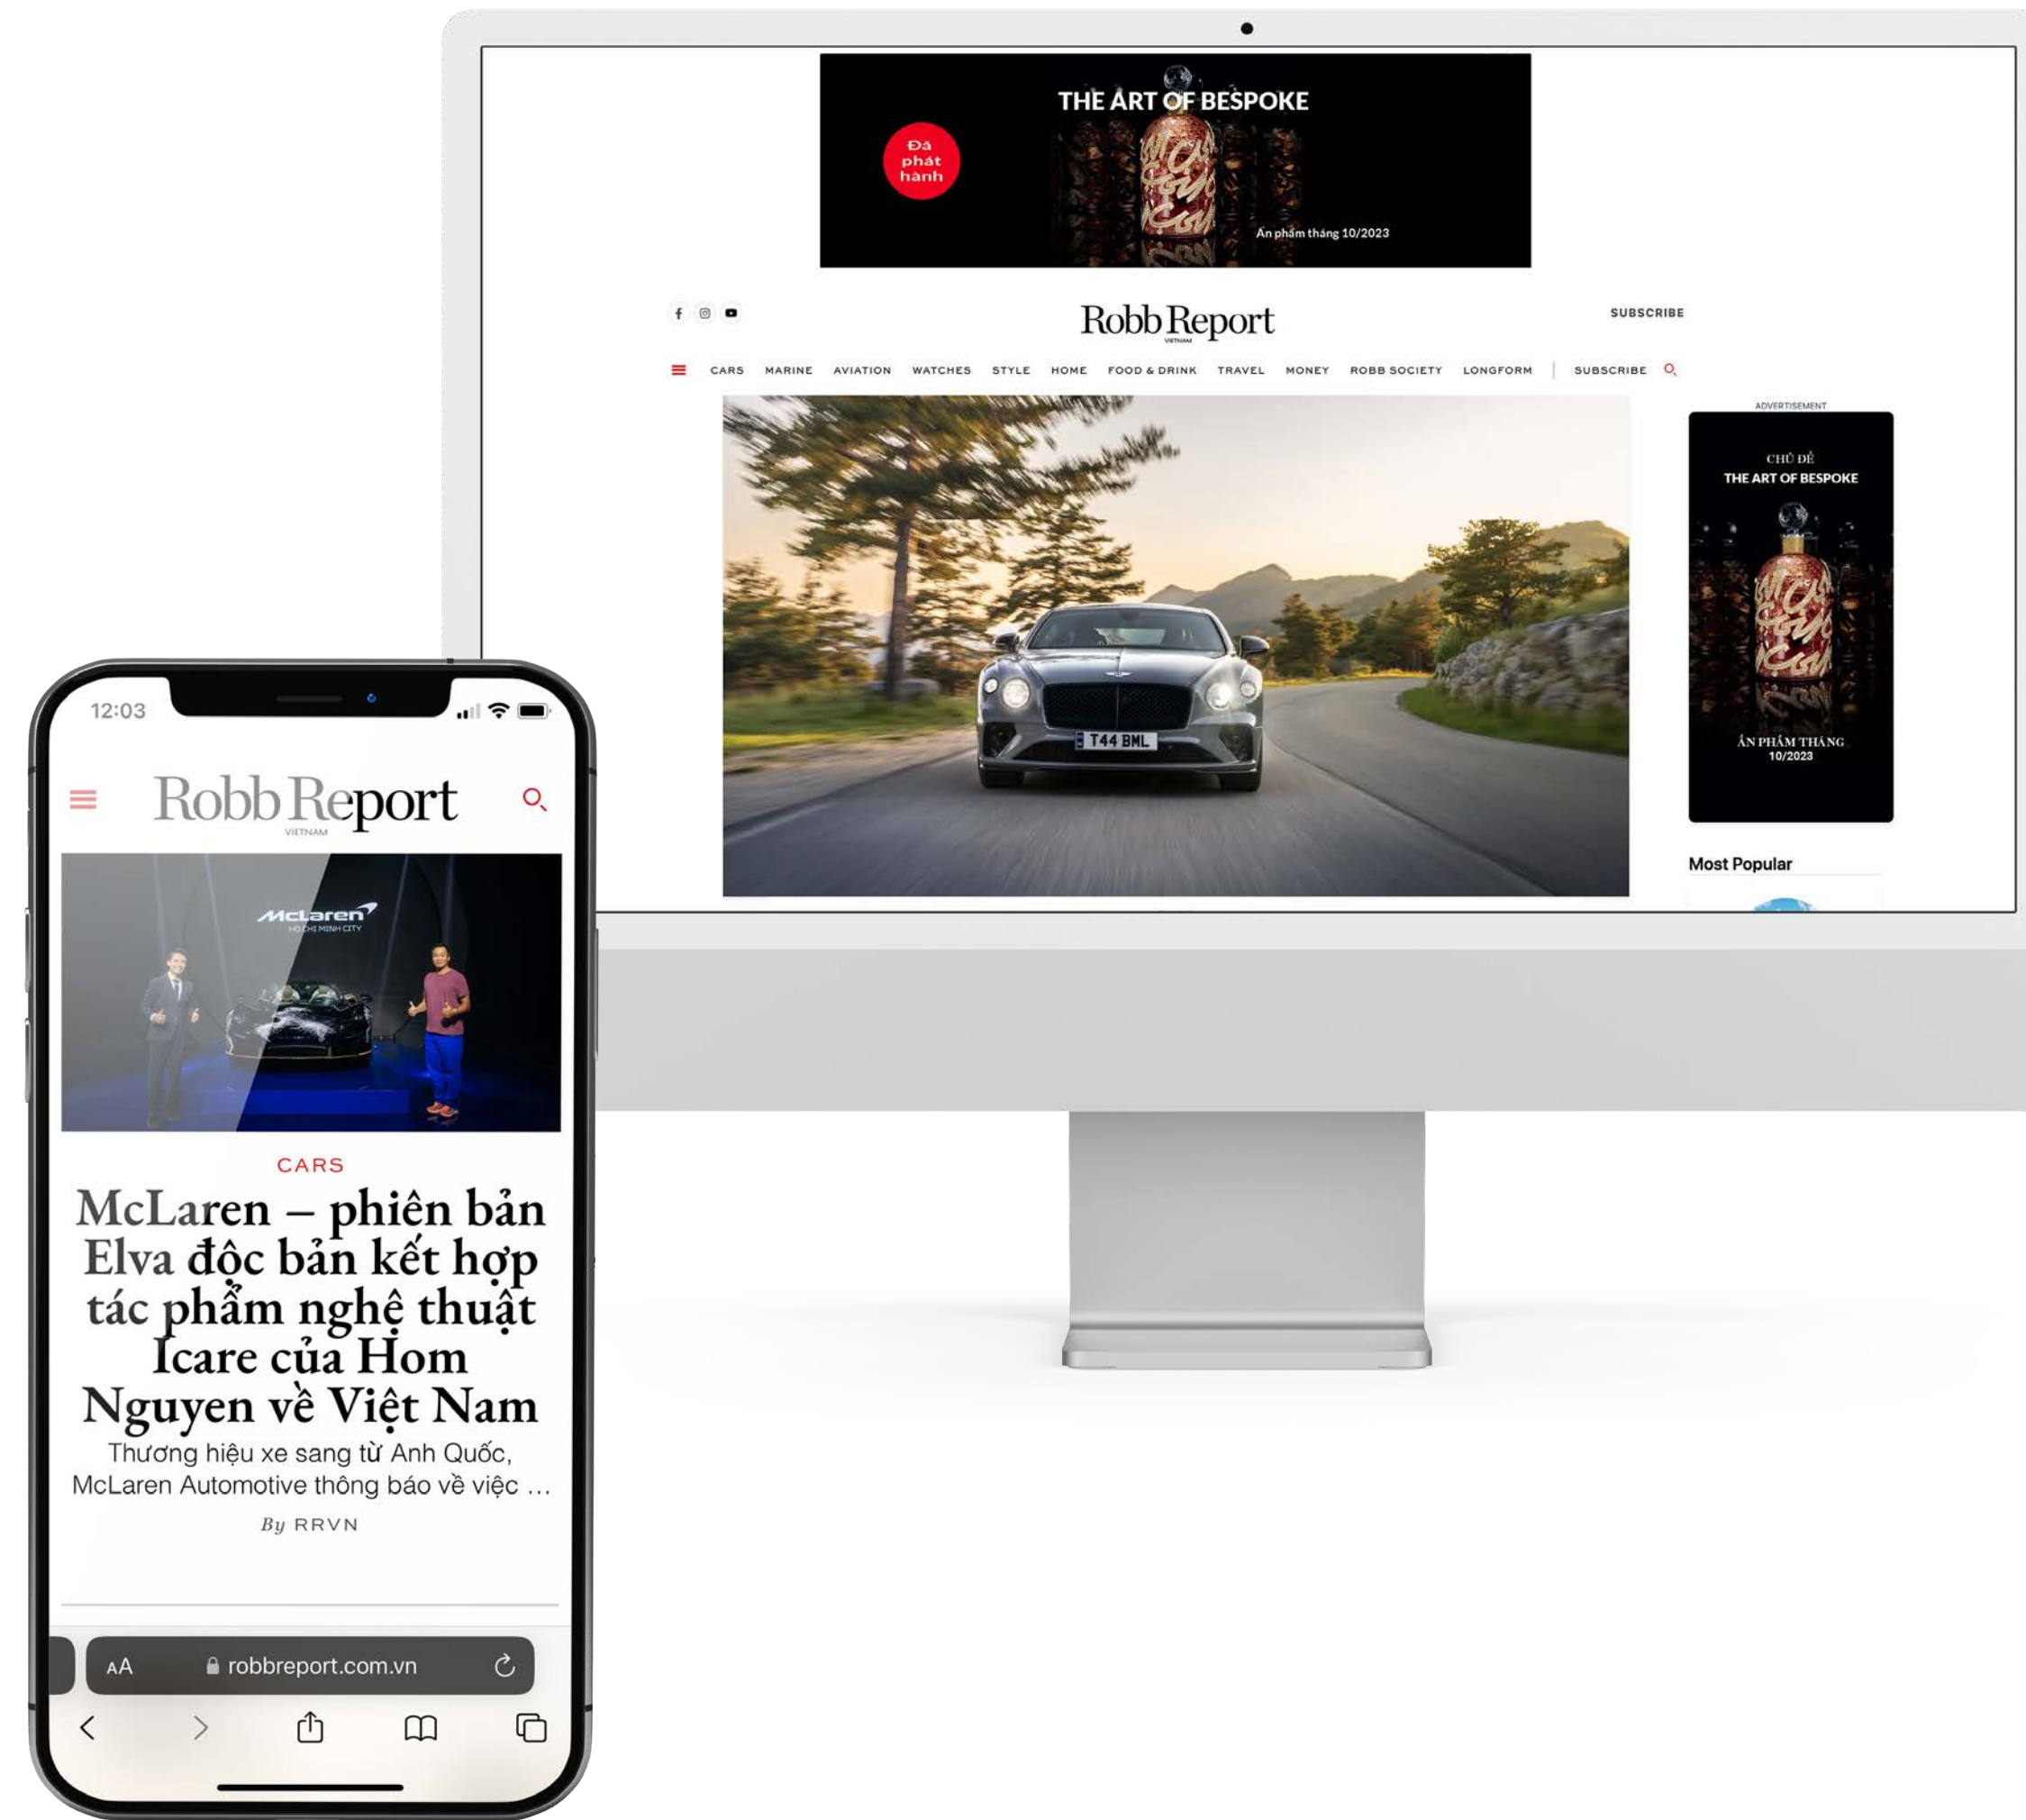 THE ART OF BESPOKE
Đã
phát
hành
Ấn phẩm tháng 10/2023
Robb Report
VIETNAM
SUBSCRIBE
CARS MARINE AVIATION WATCHES STYLE HOME FOOD & DRINK TRAVEL MONEY ROBB SOCIETY LONGFORM | SUBSCRIBE
ADVERTISEMENT
CHỦ ĐỀ
THE ART OF BESPOKE
ẤN PHẨM THÁNG
10/2023
T44 BML
Most Popular
12:03
Robb Report
VIETNAM
McLaren
HO CHI MINH CITY
CARS
McLaren – phiên bản
Elva độc bản kết hợp
tác phẩm nghệ thuật
Icare của Hom
Nguyen về Việt Nam
Thương hiệu xe sang từ Anh Quốc,
McLaren Automotive thông báo về việc ...
By RRVN
AA robbreport.com.vn